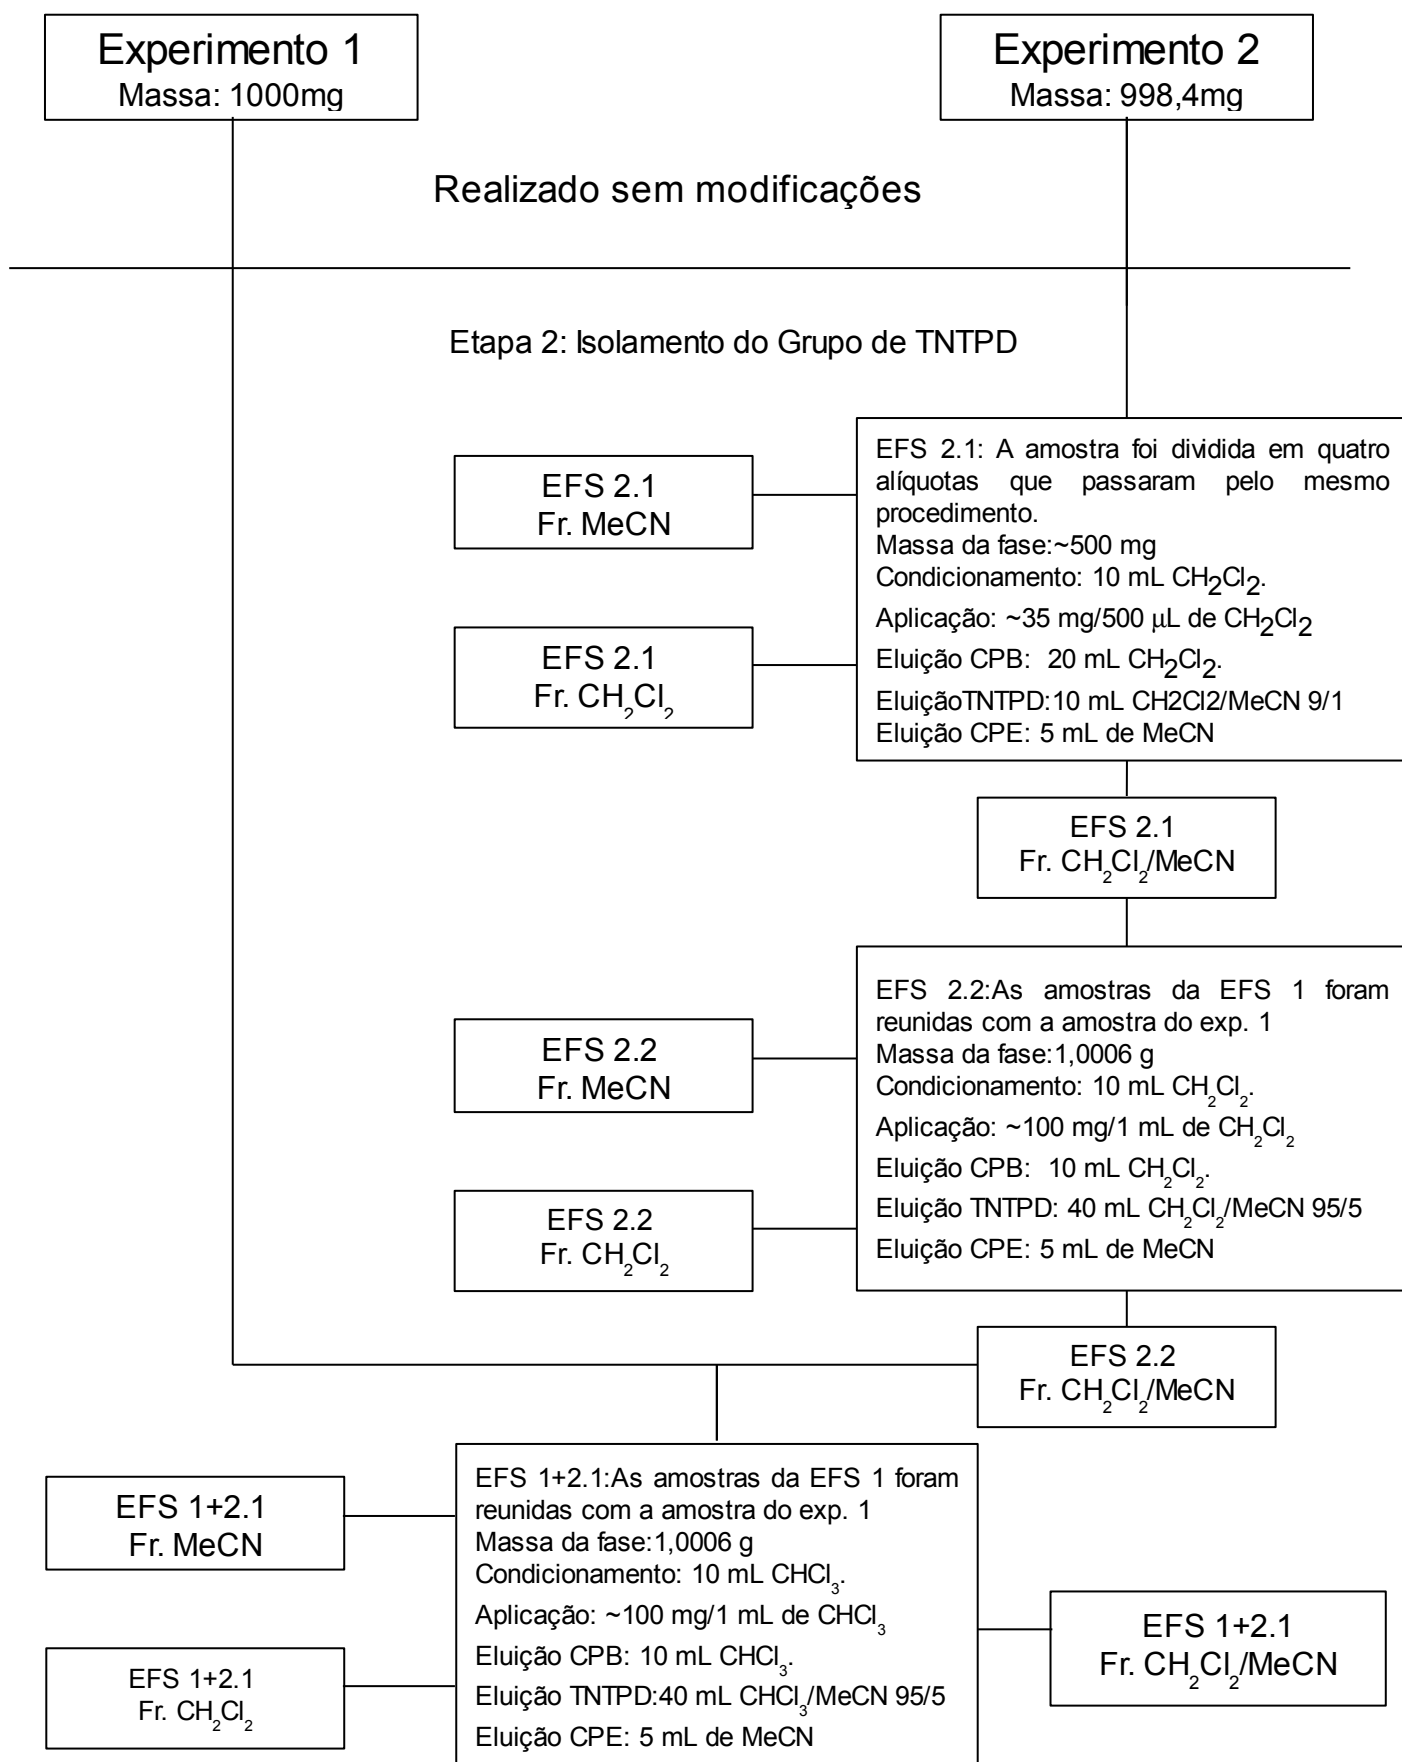 Experimento 1
Massa: 1000mg
Experimento 2
Massa: 998,4mg
Realizado sem modificações
Etapa 2: Isolamento do Grupo de TNTPD
EFS 2.1
Fr. MeCN
EFS 2.1
Fr. CH₂Cl₂
EFS 2.1: A amostra foi dividida em quatro
alíquotas que passaram pelo mesmo
procedimento.
Massa da fase:~500 mg
Condicionamento: 10 mL CH₂Cl₂.
Aplicação: ~35 mg/500 µL de CH₂Cl₂
Eluição CPB: 20 mL CH₂Cl₂.
EluiçãoTNTPD:10 mL CH2Cl2/MeCN 9/1
Eluição CPE: 5 mL de MeCN
EFS 2.1
Fr. CH₂Cl₂/MeCN
EFS 2.2
Fr. MeCN
EFS 2.2
Fr. CH₂Cl₂
EFS 2.2:As amostras da EFS 1 foram
reunidas com a amostra do exp. 1
Massa da fase:1,0006 g
Condicionamento: 10 mL CH₂Cl₂.
Aplicação: ~100 mg/1 mL de CH₂Cl₂
Eluição CPB: 10 mL CH₂Cl₂.
Eluição TNTPD: 40 mL CH₂Cl₂/MeCN 95/5
Eluição CPE: 5 mL de MeCN
EFS 2.2
Fr. CH₂Cl₂/MeCN
EFS 1+2.1
Fr. MeCN
EFS 1+2.1
Fr. CH₂Cl₂
EFS 1+2.1:As amostras da EFS 1 foram
reunidas com a amostra do exp. 1
Massa da fase:1,0006 g
Condicionamento: 10 mL CHCl₃.
Aplicação: ~100 mg/1 mL de CHCl₃
Eluição CPB: 10 mL CHCl₃.
Eluição TNTPD:40 mL CHCl₃/MeCN 95/5
Eluição CPE: 5 mL de MeCN
EFS 1+2.1
Fr. CH₂Cl₂/MeCN